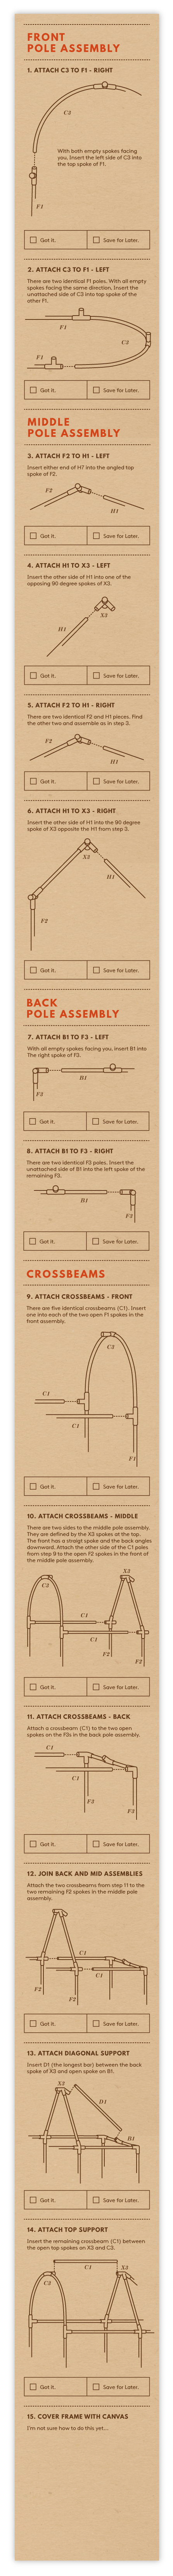 FRONT
POLE ASSEMBLY
1. ATTACH C3 TO F1 - RIGHT
C3
With both empty spokes facing
you, Insert the left side of C3 into
the top spoke of F1.
F1
Got it.
Save for Later.
2. ATTACH C3 TO F1 - LEFT
There are two identical F1 poles. With all empty
spokes facing the same direction, Insert the
unattached side of C3 into top spoke of the
other F1.
F1
C3
F1
Got it.
Save for Later.
MIDDLE
POLE ASSEMBLY
3. ATTACH F2 TO H1 - LEFT
Insert either end of H7 into the angled top
spoke of F2.
F2
H1
Got it.
Save for Later.
4. ATTACH H1 TO X3 - LEFT
Insert the other side of H1 into one of the
opposing 90 degree spokes of X3.
X3
H1
Got it.
Save for Later.
5. ATTACH F2 TO H1 - RIGHT
There are two identical F2 and H1 pieces. Find
the other two and assemble as in step 3.
F2
H1
Got it.
Save for Later.
6. ATTACH H1 TO X3 - RIGHT
Insert the other side of H1 into the 90 degree
spoke of X3 opposite the H1 from step 3.
X3
H1
F2
Got it.
Save for Later.
BACK
POLE ASSEMBLY
7. ATTACH B1 TO F3 - LEFT
With all empty spokes facing you, insert B1 into
The right spoke of F3.
B1
F3
Got it.
Save for Later.
8. ATTACH B1 TO F3 - RIGHT
There are two identical F3 poles. Insert the
unattached side of B1 into the left spoke of the
remaining F3.
B1
F3
Got it.
Save for Later.
CROSSBEAMS
9. ATTACH CROSSBEAMS - FRONT
There are five identical crossbeams (C1). Insert
one into each of the two open F1 spokes in the
front assembly.
C3
C1
C1
F1
Got it.
Save for Later.
10. ATTACH CROSSBEAMS - MIDDLE
There are two sides to the middle pole assembly.
They are defined by the X3 spokes at the top.
The front has a straigt spoke and the back angles
downward. Attach the other side of the C1 poles
from step 9 to the open F2 spokes in the front of
the middle pole assembly.
X3
C3
C1
C1
F2
F2
Got it.
Save for Later.
11. ATTACH CROSSBEAMS - BACK
Attach a crossbeam (C1) to the two open
spokes on the F3s in the back pole assembly.
C1
C1
F3
F3
Got it.
Save for Later.
12. JOIN BACK AND MID ASSEMBLIES
Attach the two crossbeams from step 11 to the
two remaining F2 spokes in the middle pole
assembly.
C1
C1
F2
F2
Got it.
Save for Later.
13. ATTACH DIAGONAL SUPPORT
Insert D1 (the longest bar) between the back
spoke of X3 and open spoke on B1.
X3
D1
B1
Got it.
Save for Later.
14. ATTACH TOP SUPPORT
Insert the remaining crossbeam (C1) between
the open top spokes an X3 and C3.
C1
X3
C3
Got it.
Save for Later.
15. COVER FRAME WITH CANVAS
I'm not sure how to do this yet...